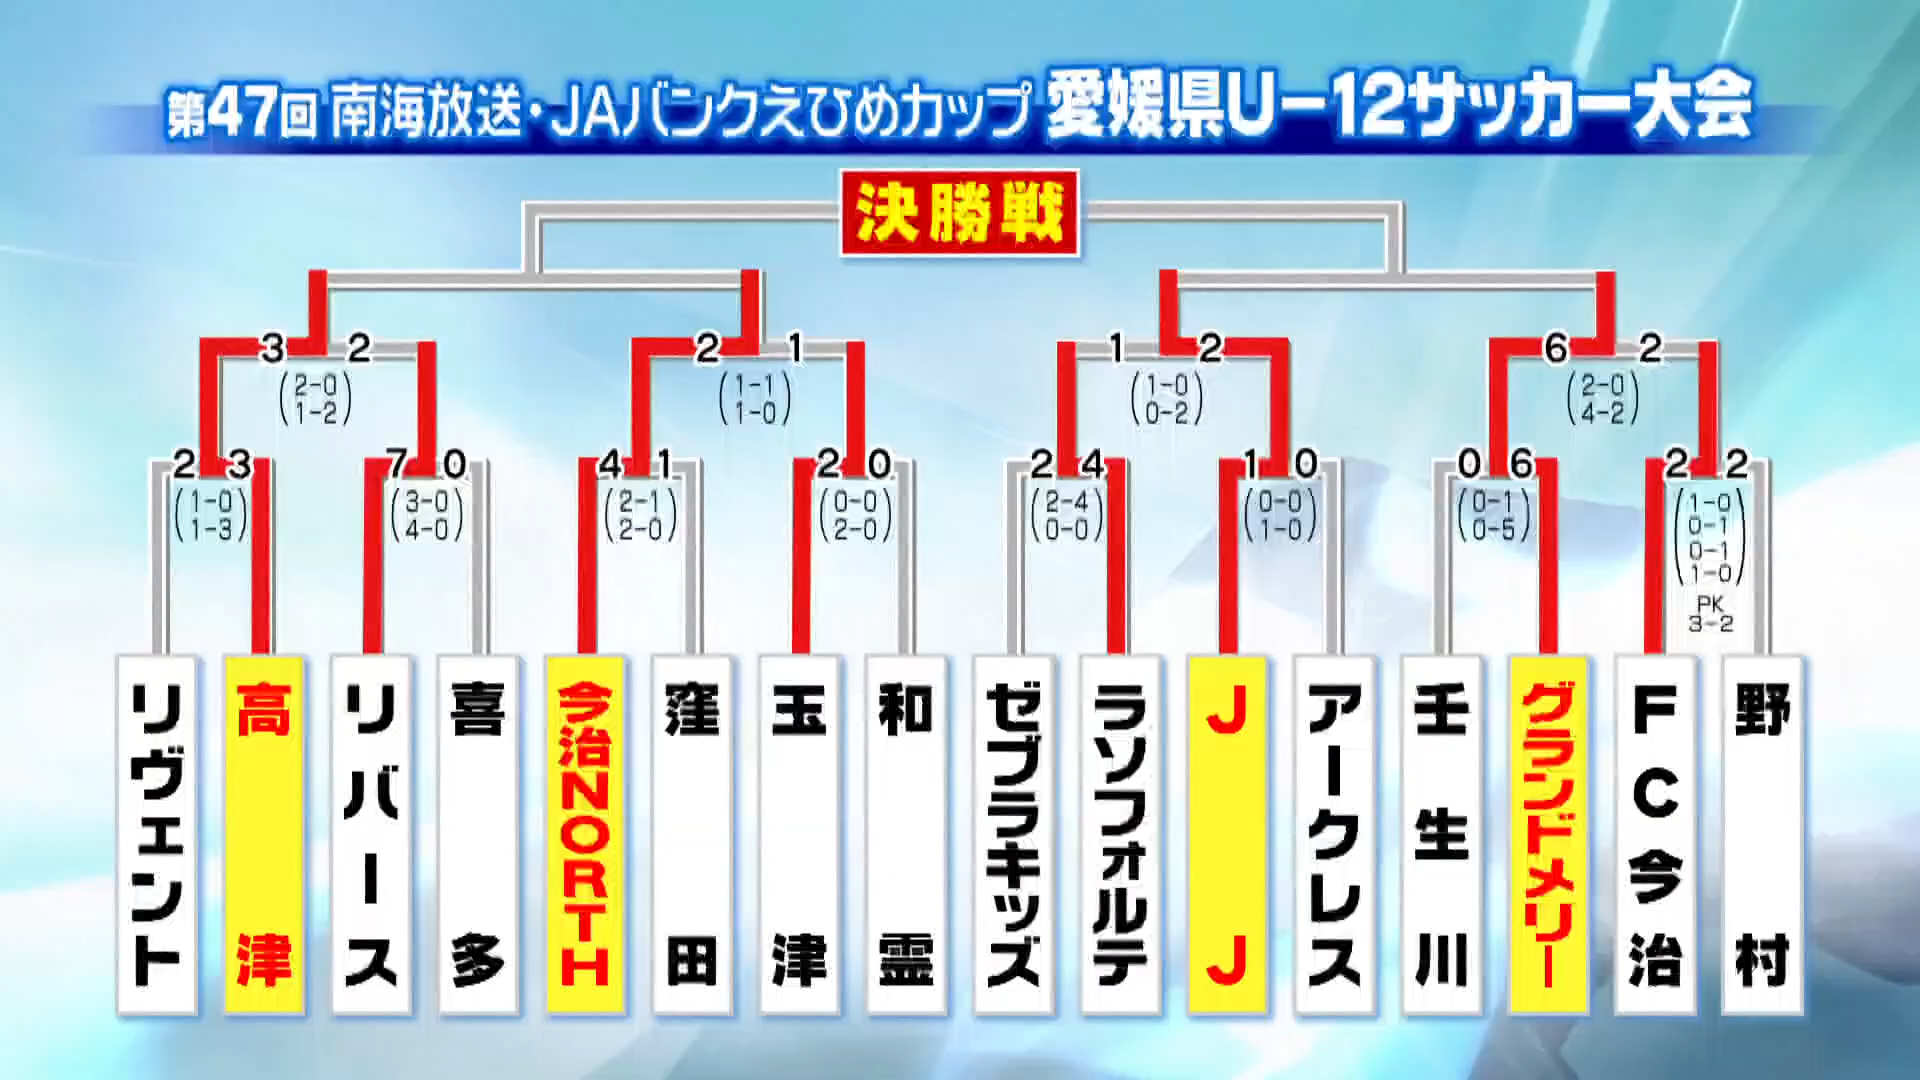 第47回 南海放送・JAバンクえひめカップ 愛媛県U-12サッカー大会
決勝戦
3 2
(2-0
1-2)
2 1
(1-1
1-0)
1 2
(1-0
0-2)
6 2
(2-0
4-2)
2 3
(1-0
1-3)
7 0
(3-0
4-0)
4 1
(2-1
2-0)
2 0
(0-0
2-0)
2 4
(2-4
0-0)
1 0
(0-0
1-0)
0 6
(0-1
0-5)
2 2
(1-0
0-1
0-1
1-0)
PK
3-2
リヴェント
高津
リバース
喜多
今治NORTH
窪田
玉津
和霊
ゼブラキッズ
ラソフォルテ
JJ
アークレス
壬生川
グランドメリー
FC今治
野村